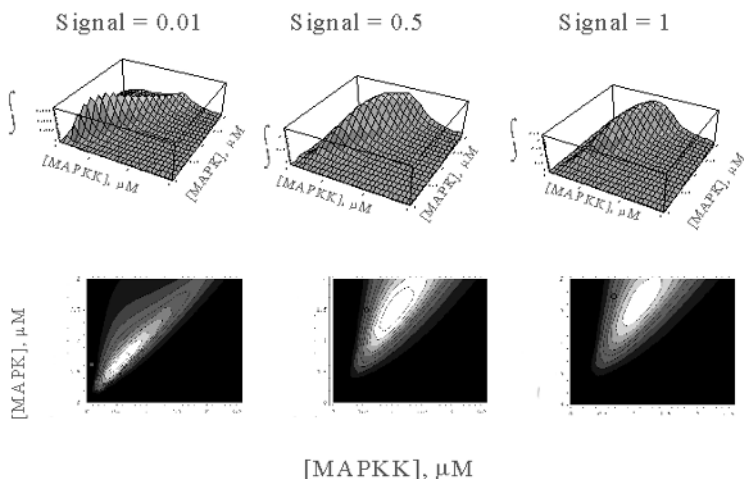 Signal = 0.01
Signal = 0.5
Signal = 1
∫
[MAPKK], µM
[MAPK], µM
∫
[MAPKK], µM
[MAPK], µM
∫
[MAPKK], µM
[MAPK], µM
[MAPK], µM
[MAPKK], µM